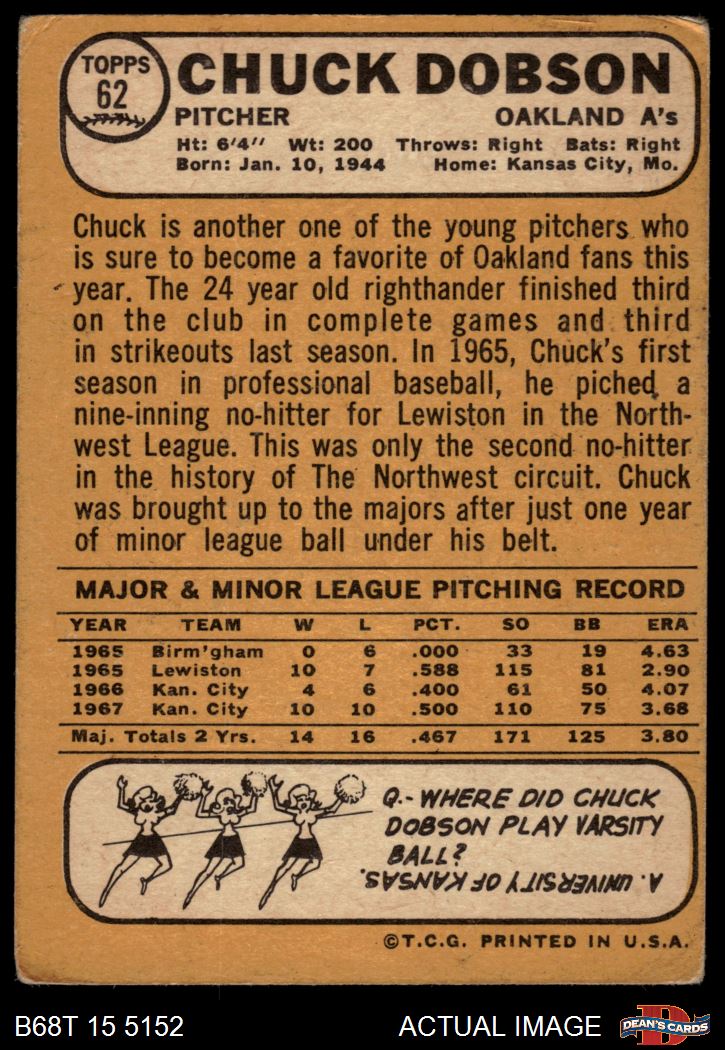 TOPPS
62
CHUCK DOBSON
PITCHER OAKLAND A's
Ht: 6'4" Wt: 200 Throws: Right Bats: Right
Born: Jan. 10, 1944 Home: Kansas City, Mo.
Chuck is another one of the young pitchers who
is sure to become a favorite of Oakland fans this
year. The 24 year old righthander finished third
on the club in complete games and third
in strikeouts last season. In 1965, Chuck's first
season in professional baseball, he piched a
nine-inning no-hitter for Lewiston in the North-
west League. This was only the second no-hitter
in the history of The Northwest circuit. Chuck
was brought up to the majors after just one year
of minor league ball under his belt.
MAJOR & MINOR LEAGUE PITCHING RECORD
YEAR TEAM W L PCT. SO BB ERA
1965 Birm'gham 0 6 .000 33 19 4.63
1965 Lewiston 10 7 .588 115 81 2.90
1966 Kan. City 4 6 .400 61 50 4.07
1967 Kan. City 10 10 .500 110 75 3.68
Maj. Totals 2 Yrs. 14 16 .467 171 125 3.80
Q.- WHERE DID CHUCK
DOBSON PLAY VARSITY
BALL?
A. UNIVERSITY OF KANSAS.
©T.C.G. PRINTED IN U.S.A.
B68T 15 5152 ACTUAL IMAGE DEAN'S CARDS